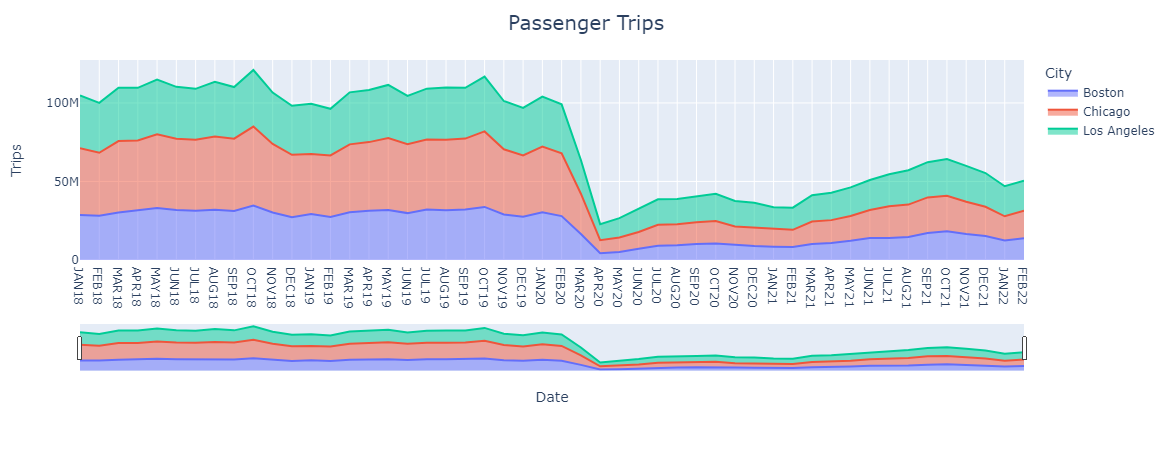 Passenger Trips
Trips
100M
50M
0
JAN18
FEB18
MAR18
APR18
MAY18
JUN18
JUL18
AUG18
SEP18
OCT18
NOV18
DEC18
JAN19
FEB19
MAR19
APR19
MAY19
JUN19
JUL19
AUG19
SEP19
OCT19
NOV19
DEC19
JAN20
FEB20
MAR20
APR20
MAY20
JUN20
JUL20
AUG20
SEP20
OCT20
NOV20
DEC20
JAN21
FEB21
MAR21
APR21
MAY21
JUN21
JUL21
AUG21
SEP21
OCT21
NOV21
DEC21
JAN22
FEB22
Date
City
Boston
Chicago
Los Angeles